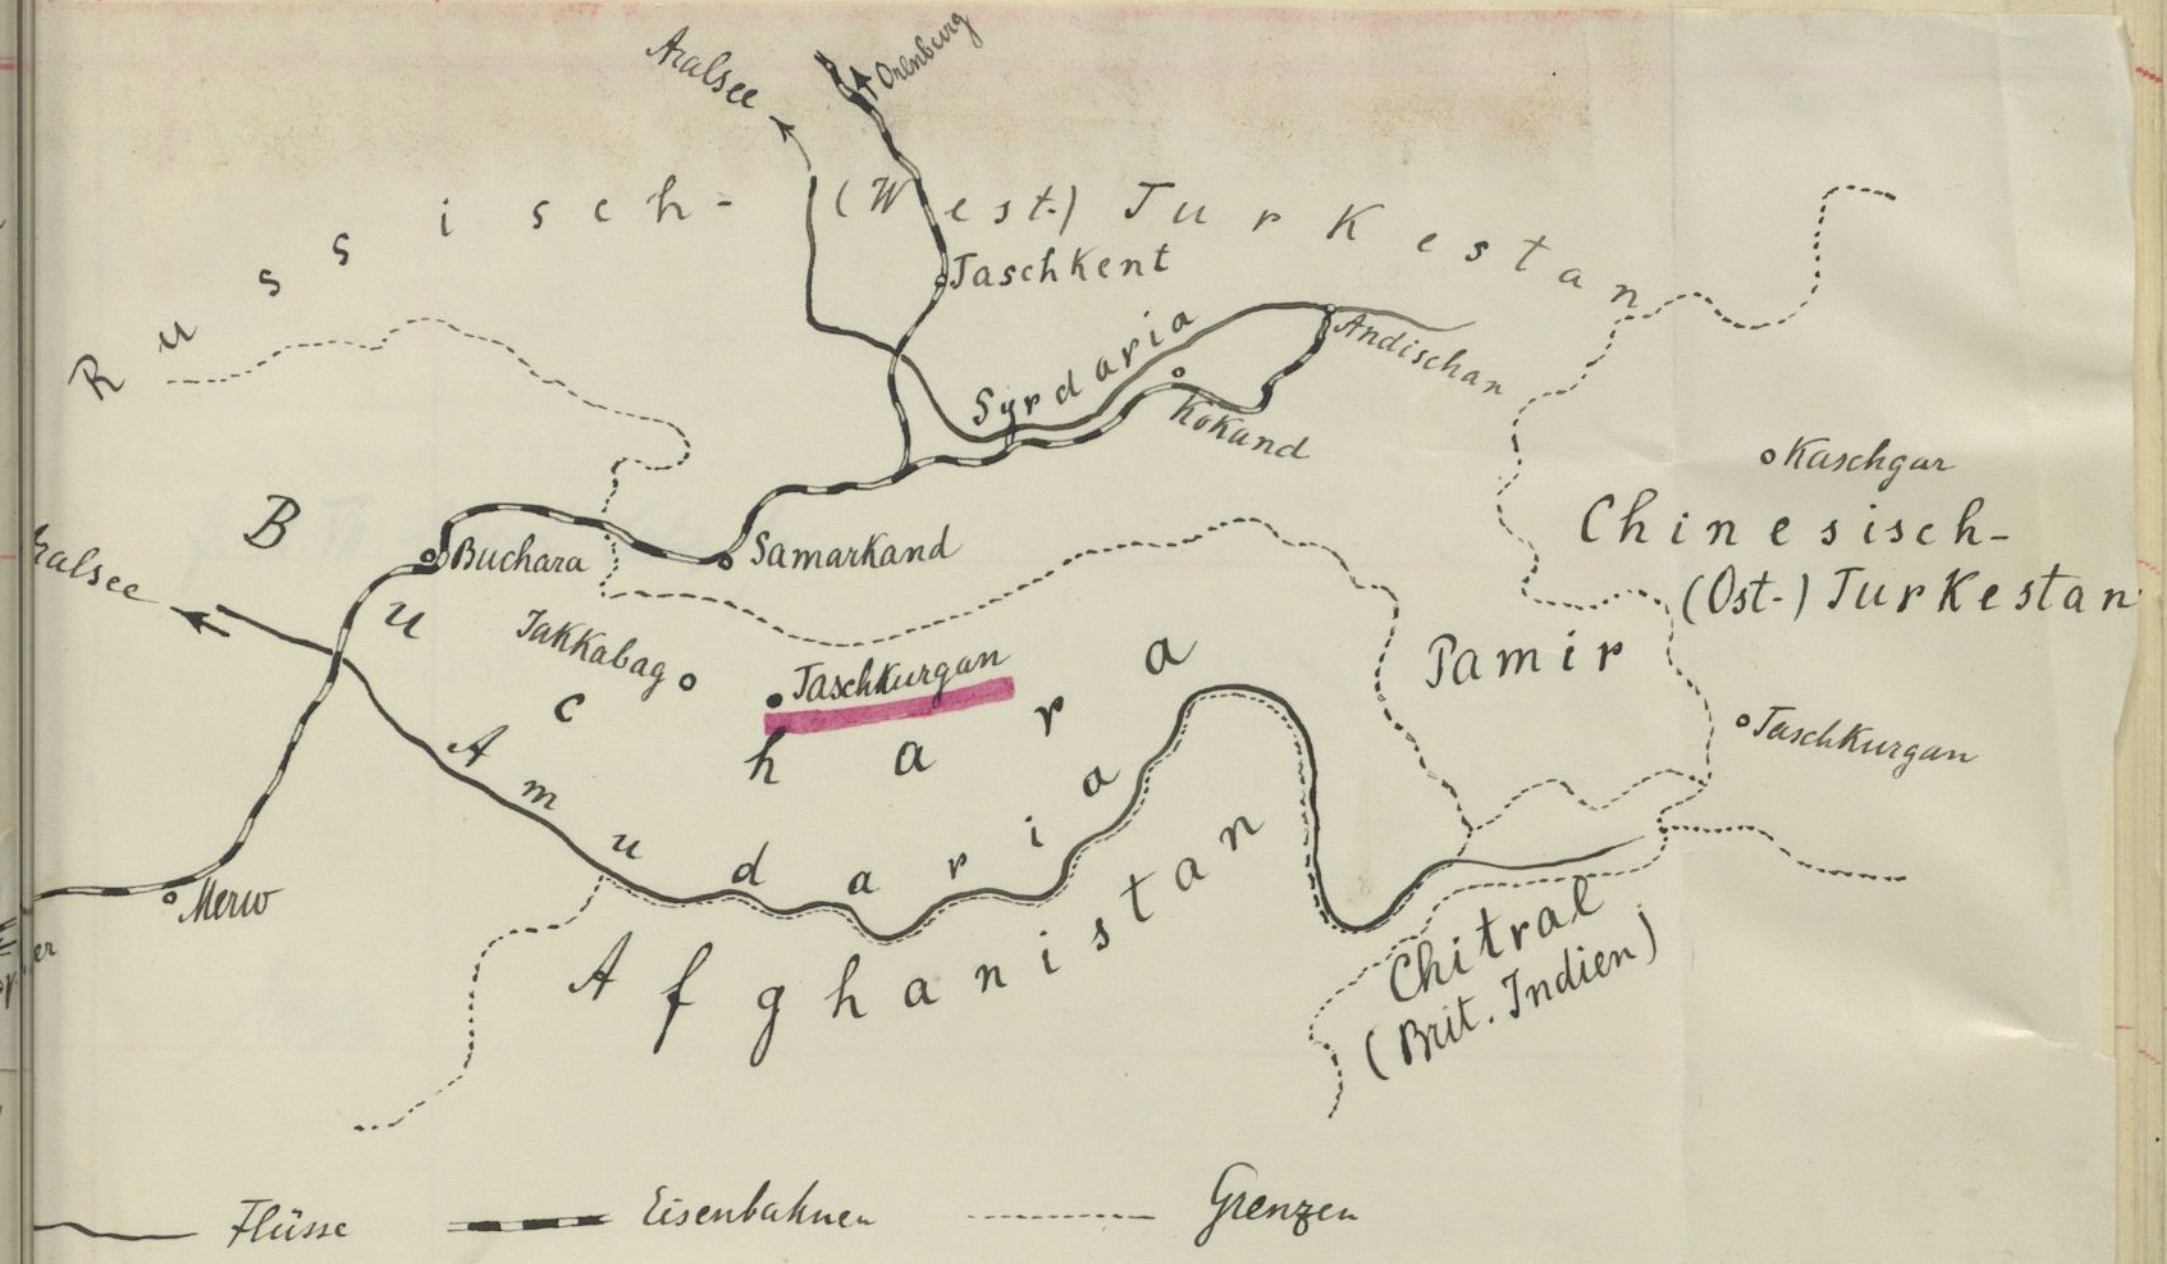 Aralsee
Orenburg
Russisch- (West-) Turkestan
Taschkent
Syrdaria
Andischan
Kokand
Kaschgar
Chinesisch-
(Ost-) Turkestan
Buchara
Samarkand
Aralsee
Jakkabag
Taschkurgan
Buchara
Pamir
Taschkurgan
Amudaria
Merw
Afghanistan
Chitral
(Brit. Indien)
Flüsse
Eisenbahnen
Grenzen